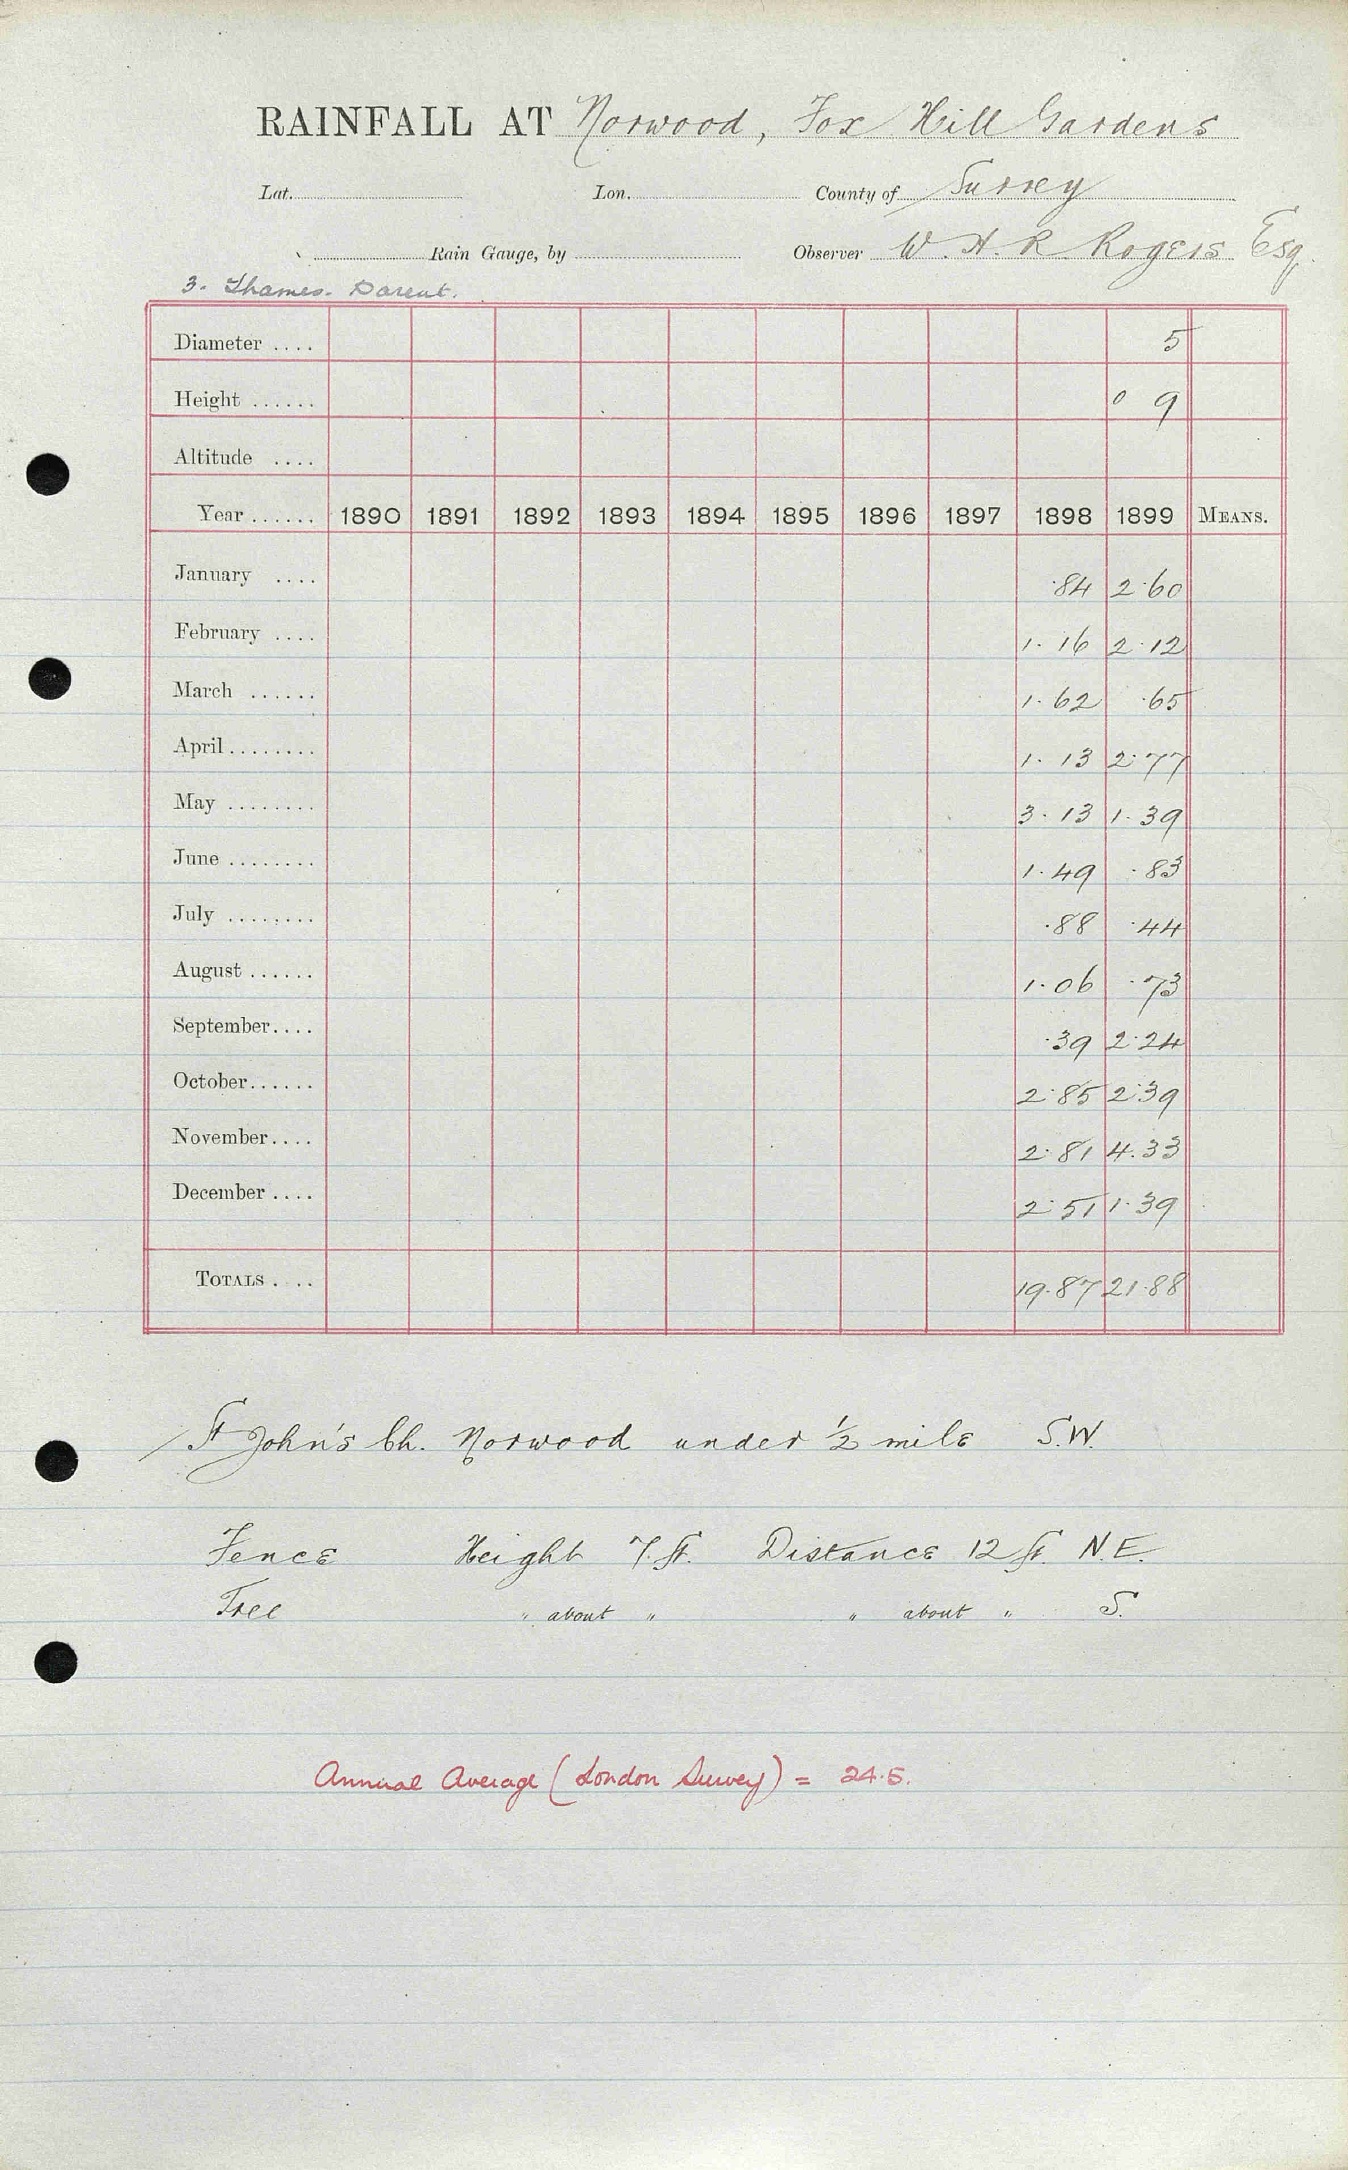 RAINFALL AT Norwood, Fox Hill Gardens
Lat. Lon. County of Surrey
Rain Gauge, by Observer W. H. R. Rogers Esq.
3. Thames. Darent.
Diameter .... 5
Height ...... 0 9
Altitude ....
Year ...... 1890 1891 1892 1893 1894 1895 1896 1897 1898 1899 MEANS.
January .... .84 2.60
February .... 1.16 2.12
March ...... 1.62 .65
April ........ 1.13 2.77
May ........ 3.13 1.39
June ........ 1.49 .83
July ........ .88 .44
August ...... 1.06 .73
September .... .39 2.24
October ...... 2.85 2.39
November .... 2.81 4.33
December .... 2.51 1.39
TOTALS .... 19.87 21.88
St John's Ch. Norwood under 1/2 mile S.W.
Fence Height 7 ft. Distance 12 ft. N.E.
Tree " about " " about " S.
Annual Average (London Survey) = 24.5.